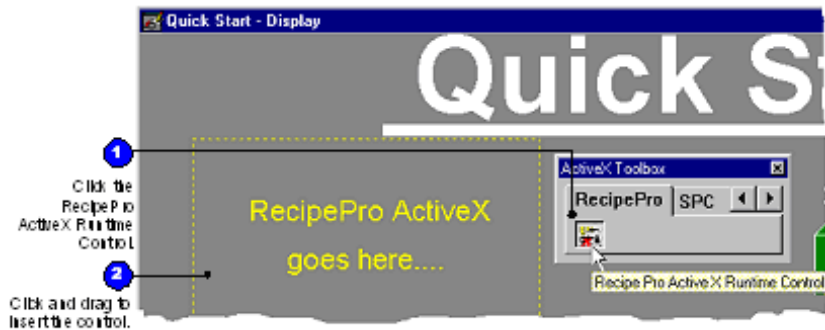 Quick Start - Display
Quick S
1
Click the
RecipePro
ActiveX Runtime
Control.
ActiveX Toolbox
RecipePro SPC
RecipePro ActiveX
goes here....
Recipe Pro ActiveX Runtime Control
2
Click and drag to
insert the control.